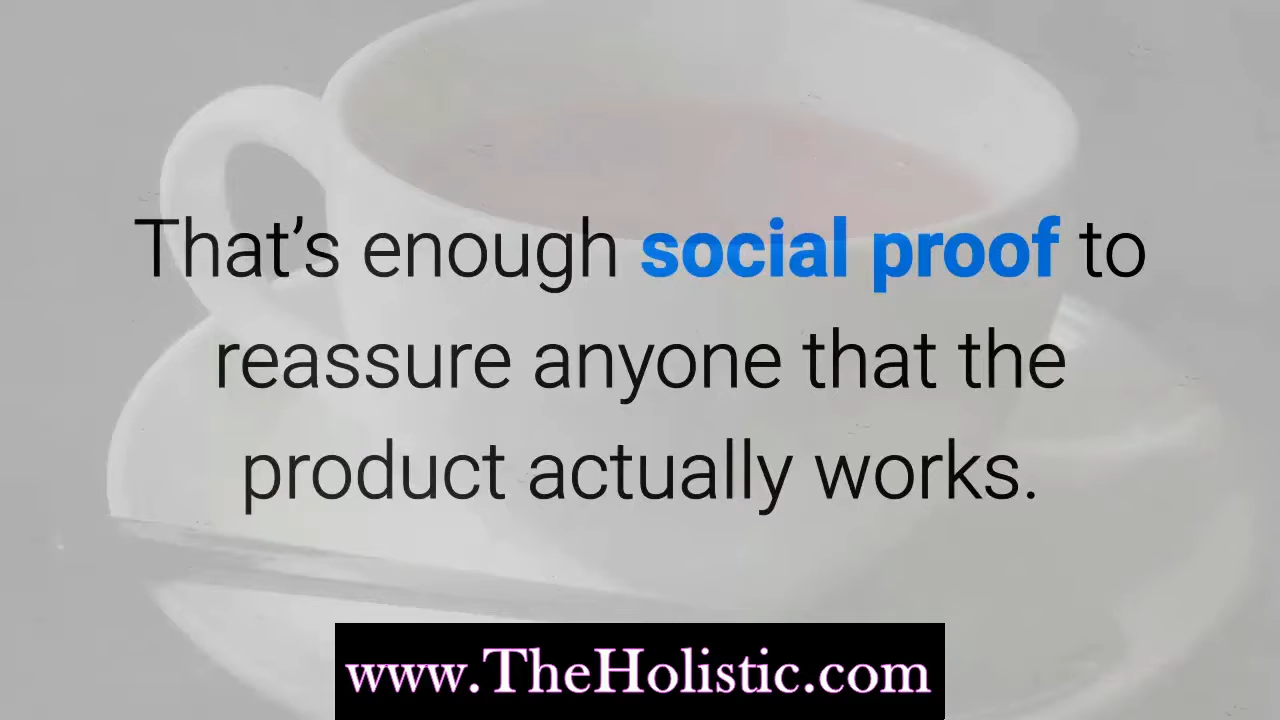 That’s enough social proof to
reassure anyone that the
product actually works.
www.TheHolistic.com